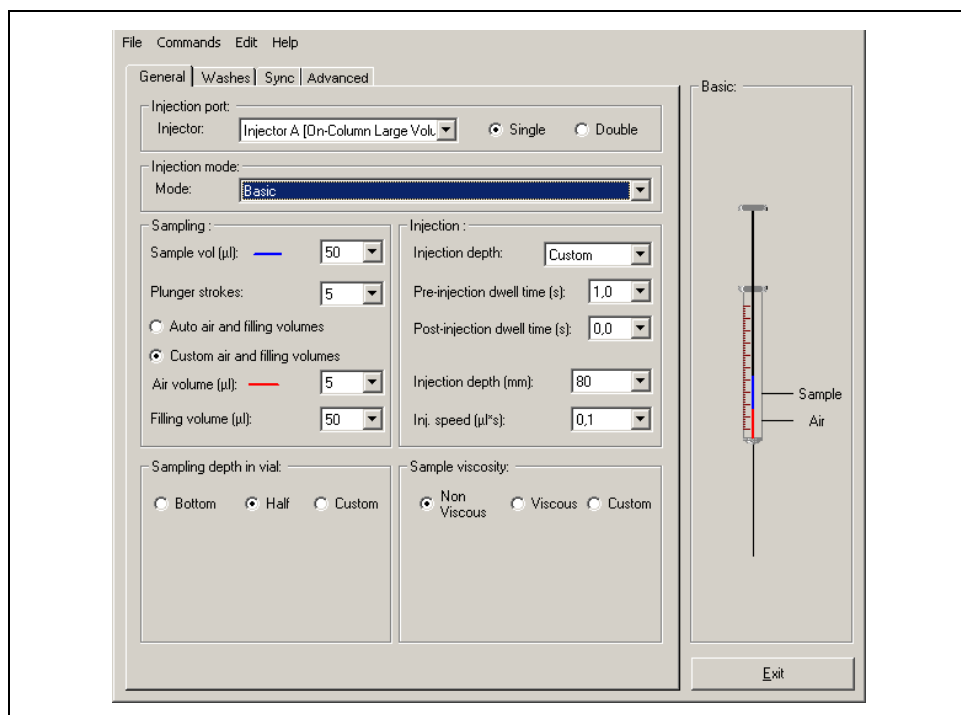 File Commands Edit Help
General Washes Sync Advanced
Injection port:
Injector: Injector A [On-Column Large Volu Single Double
Injection mode:
Mode: Basic
Sampling :
Sample vol (µl): 50
Plunger strokes: 5
Auto air and filling volumes
Custom air and filling volumes
Air volume (µl): 5
Filling volume (µl): 50
Injection :
Injection depth: Custom
Pre-injection dwell time (s): 1,0
Post-injection dwell time (s): 0,0
Injection depth (mm): 80
Inj. speed (µl*s): 0,1
Sampling depth in vial:
Bottom Half Custom
Sample viscosity:
Non
Viscous Viscous Custom
Basic:
Sample
Air
Exit